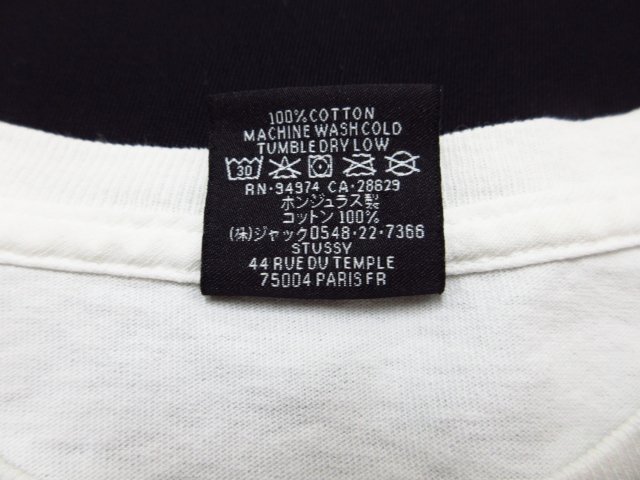 100% COTTON
MACHINE WASH COLD
TUMBLE DRY LOW
30
RN·94974 CA·28629
ホンジュラス製
コットン 100%
(株)ジャック0548·22·7366
STUSSY
44 RUE DU TEMPLE
75004 PARIS FR